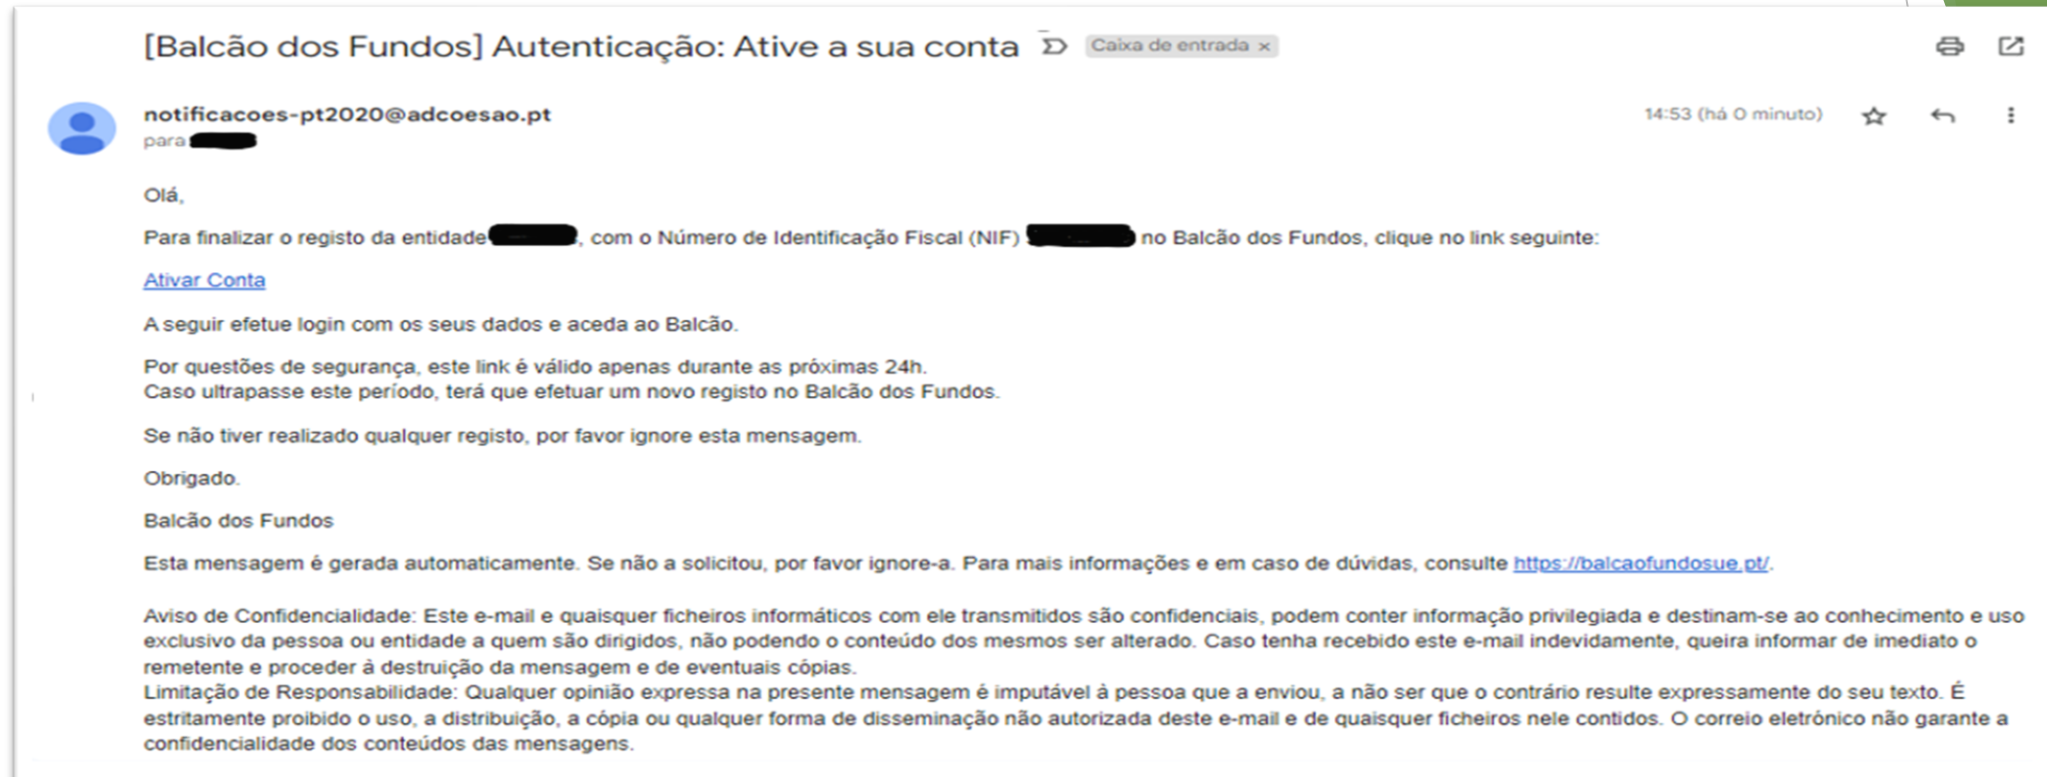 [Balcão dos Fundos] Autenticação: Ative a sua conta Caixa de entrada ×
notificacoes-pt2020@adcoesao.pt 14:53 (há 0 minuto)
para
Olá,
Para finalizar o registo da entidade , com o Número de Identificação Fiscal (NIF) no Balcão dos Fundos, clique no link seguinte:
Ativar Conta
A seguir efetue login com os seus dados e aceda ao Balcão.
Por questões de segurança, este link é válido apenas durante as próximas 24h.
Caso ultrapasse este período, terá que efetuar um novo registo no Balcão dos Fundos.
Se não tiver realizado qualquer registo, por favor ignore esta mensagem.
Obrigado.
Balcão dos Fundos
Esta mensagem é gerada automaticamente. Se não a solicitou, por favor ignore-a. Para mais informações e em caso de dúvidas, consulte https://balcaofundosue.pt/.
Aviso de Confidencialidade: Este e-mail e quaisquer ficheiros informáticos com ele transmitidos são confidenciais, podem conter informação privilegiada e destinam-se ao conhecimento e uso
exclusivo da pessoa ou entidade a quem são dirigidos, não podendo o conteúdo dos mesmos ser alterado. Caso tenha recebido este e-mail indevidamente, queira informar de imediato o
remetente e proceder à destruição da mensagem e de eventuais cópias.
Limitação de Responsabilidade: Qualquer opinião expressa na presente mensagem é imputável à pessoa que a enviou, a não ser que o contrário resulte expressamente do seu texto. É
estritamente proibido o uso, a distribuição, a cópia ou qualquer forma de disseminação não autorizada deste e-mail e de quaisquer ficheiros nele contidos. O correio eletrónico não garante a
confidencialidade dos conteúdos das mensagens.